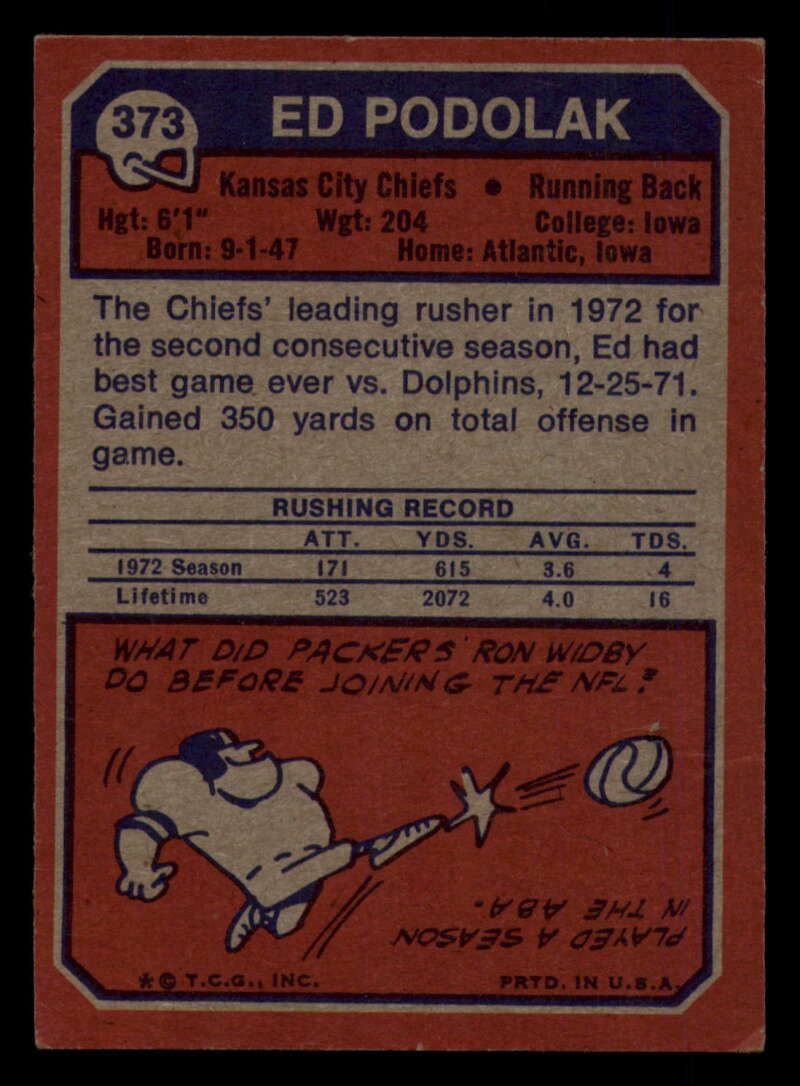 373
ED PODOLAK
Kansas City Chiefs • Running Back
Hgt: 6'1" Wgt: 204 College: Iowa
Born: 9-1-47 Home: Atlantic, Iowa
The Chiefs' leading rusher in 1972 for
the second consecutive season, Ed had
best game ever vs. Dolphins, 12-25-71.
Gained 350 yards on total offense in
game.
RUSHING RECORD
ATT. YDS. AVG. TDS.
1972 Season 171 615 3.6 4
Lifetime 523 2072 4.0 16
WHAT DID PACKERS' RON WIDBY
DO BEFORE JOINING THE NFL?
PLAYED A SEASON
IN THE ABA.
* © T.C.G., INC. PRTD. IN U.S.A.